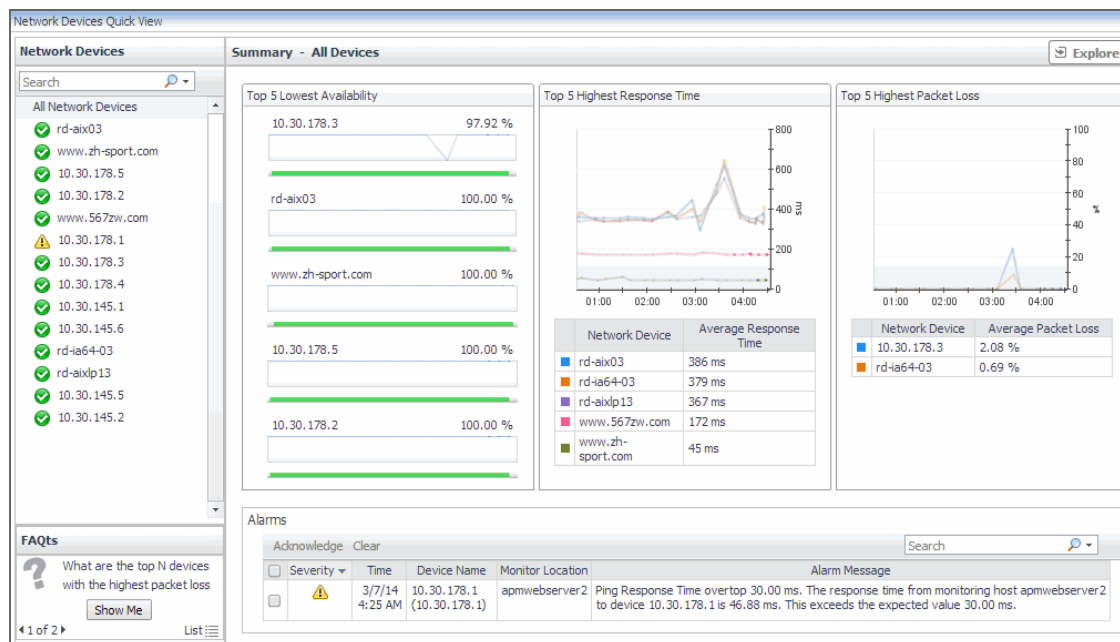 Network Devices Quick View
Network Devices
Search
All Network Devices
rd-aix03
www.zh-sport.com
10.30.178.5
10.30.178.2
www.567zw.com
10.30.178.1
10.30.178.3
10.30.178.4
10.30.145.1
10.30.145.6
rd-ia64-03
rd-aixlp13
10.30.145.5
10.30.145.2
FAQts
What are the top N devices
with the highest packet loss
Show Me
1 of 2
List
Summary - All Devices
Explore
Top 5 Lowest Availability
10.30.178.3 97.92 %
rd-aix03 100.00 %
www.zh-sport.com 100.00 %
10.30.178.5 100.00 %
10.30.178.2 100.00 %
Top 5 Highest Response Time
800
600
400
200
0
ms
01:00 02:00 03:00 04:00
Network Device Average Response Time
rd-aix03 386 ms
rd-ia64-03 379 ms
rd-aixlp13 367 ms
www.567zw.com 172 ms
www.zh-sport.com 45 ms
Top 5 Highest Packet Loss
100
80
60
40
20
0
%
01:00 02:00 03:00 04:00
Network Device Average Packet Loss
10.30.178.3 2.08 %
rd-ia64-03 0.69 %
Alarms
Acknowledge Clear
Search
Severity Time Device Name Monitor Location Alarm Message
3/7/14 10.30.178.1 apmwebserver2 Ping Response Time overtop 30.00 ms. The response time from monitoring host apmwebserver2
4:25 AM (10.30.178.1) to device 10.30.178.1 is 46.88 ms. This exceeds the expected value 30.00 ms.